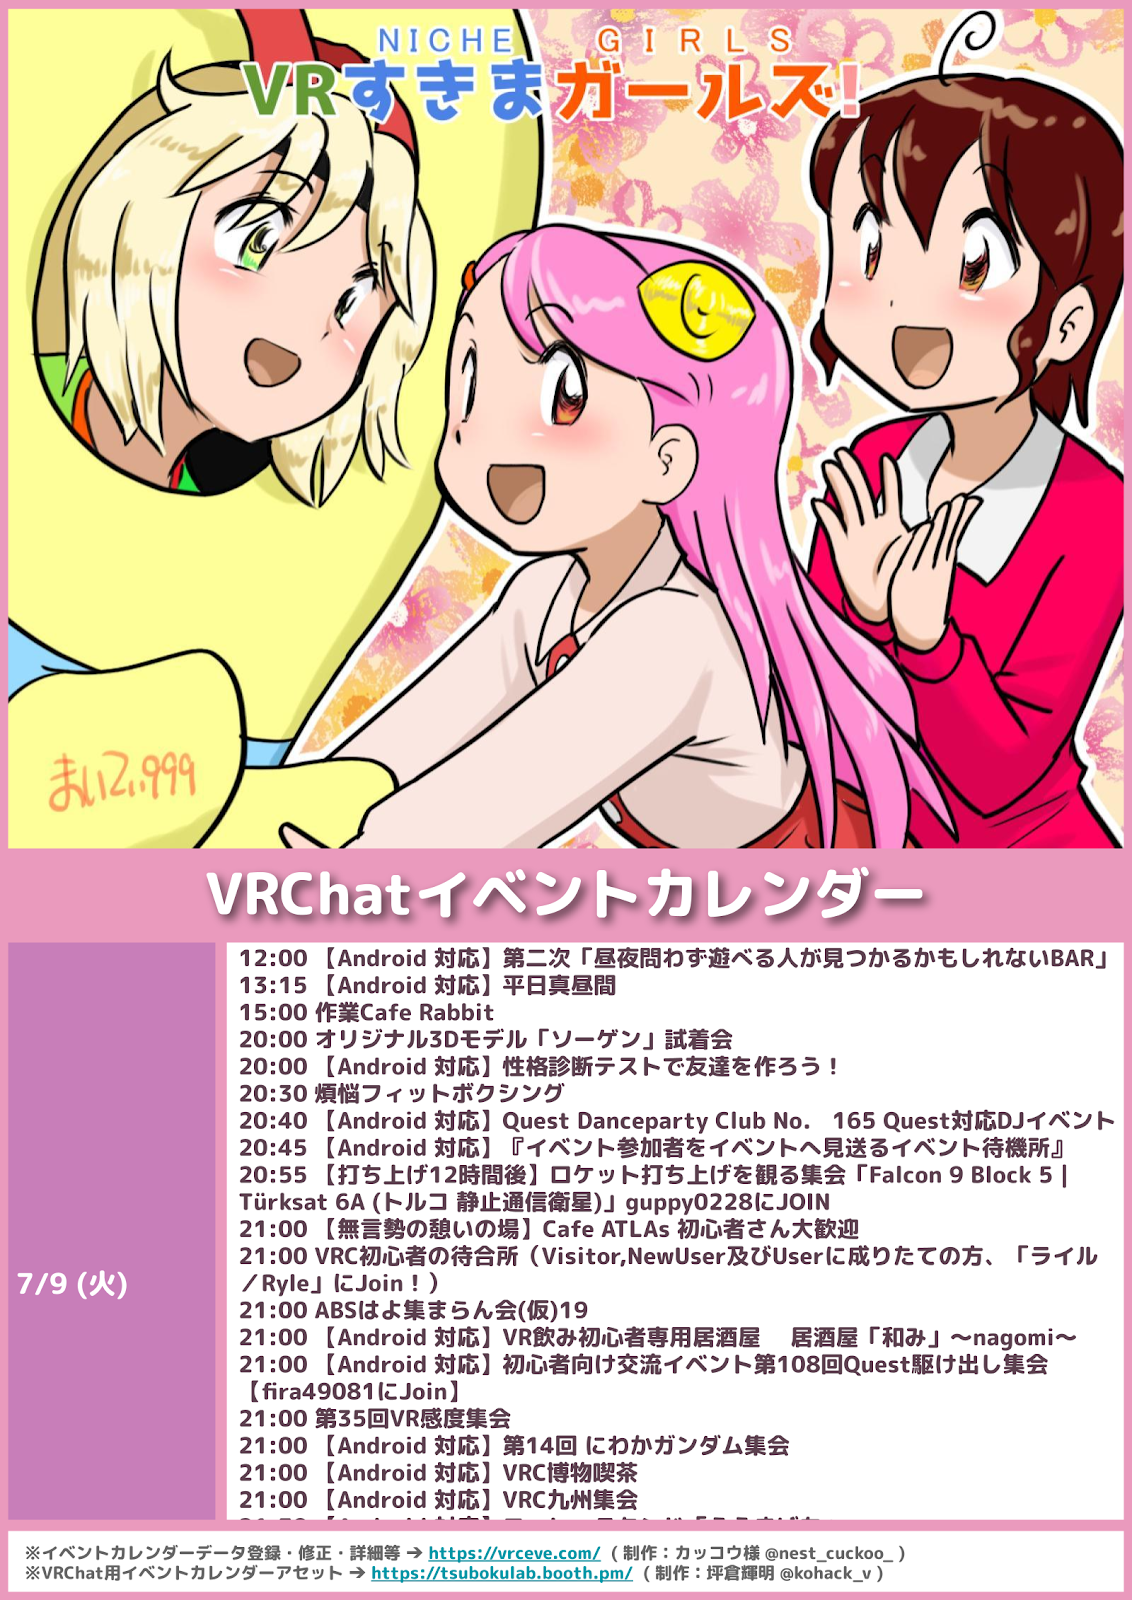 NICHE GIRLS
VRすきまガールズ!
まいてぃ999
VRChatイベントカレンダー
7/9 (火)
12:00 【Android 対応】第二次「昼夜問わず遊べる人が見つかるかもしれないBAR」
13:15 【Android 対応】平日真昼間
15:00 作業Cafe Rabbit
20:00 オリジナル3Dモデル「ソーゲン」試着会
20:00 【Android 対応】性格診断テストで友達を作ろう！
20:30 煩悩フィットボクシング
20:40 【Android 対応】Quest Danceparty Club No. 165 Quest対応DJイベント
20:45 【Android 対応】『イベント参加者をイベントへ見送るイベント待機所』
20:55 【打ち上げ12時間後】ロケット打ち上げを観る集会「Falcon 9 Block 5 |
Türksat 6A (トルコ 静止通信衛星)」guppy0228にJOIN
21:00 【無言勢の憩いの場】Cafe ATLAs 初心者さん大歓迎
21:00 VRC初心者の待合所（Visitor,NewUser及びUserに成りたての方、「ライル
／Ryle」にJoin！）
21:00 ABSはよ集まらん会(仮)19
21:00 【Android 対応】VR飲み初心者専用居酒屋　居酒屋「和み」～nagomi～
21:00 【Android 対応】初心者向け交流イベント第108回Quest駆け出し集会
【fira49081にJoin】
21:00 第35回VR感度集会
21:00 【Android 対応】第14回 にわかガンダム集会
21:00 【Android 対応】VRC博物喫茶
21:00 【Android 対応】VRC九州集会
※イベントカレンダーデータ登録・修正・詳細等 → https://vrceve.com/ （制作：カッコウ様 @nest_cuckoo_ ）
※VRChat用イベントカレンダーアセット → https://tsubokulab.booth.pm/ （制作：坪倉輝明 @kohack_v ）